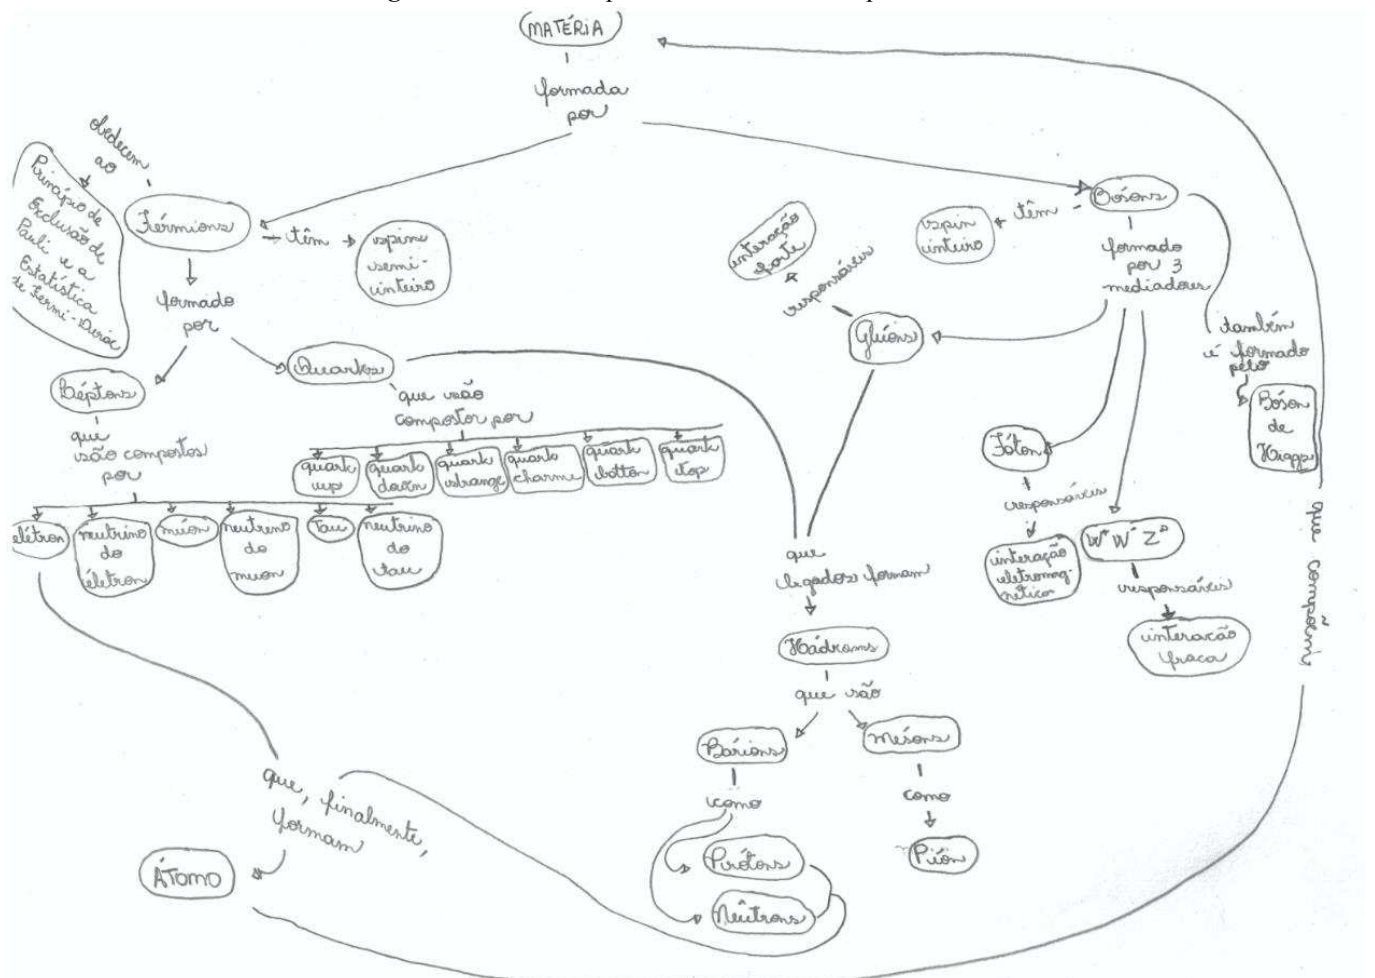 MATÉRIA
formada
por
obedecem
ao
Princípio de
Exclusão de
Pauli e a
Estatística
de Fermi-Dirac
Férmions
têm
spins
semi-
inteiro
formado
por
Léptons
que
são compostos
por
elétron
neutrino
do
elétron
múon
neutrino
do
muon
Tau
neutrino
do
tau
Quarks
que são
compostos por
quark
up
quark
down
quark
strange
quark
charme
quark
botton
quark
top
Bósons
têm
spin
inteiro
formado
por 3
mediadores
Glúons
responsáveis
interação
forte
Fóton
responsáveis
interação
eletromag-
nética
W⁺ W⁻ Z⁰
responsáveis
interação
fraca
também
é formado
pelo
Bóson
de
Higgs
que
ligados formam
Hádrons
que são
Bárions
como
Prótons
Nêutrons
Mésons
como
Píon
que, finalmente,
formam
ÁTOMO
que compõem